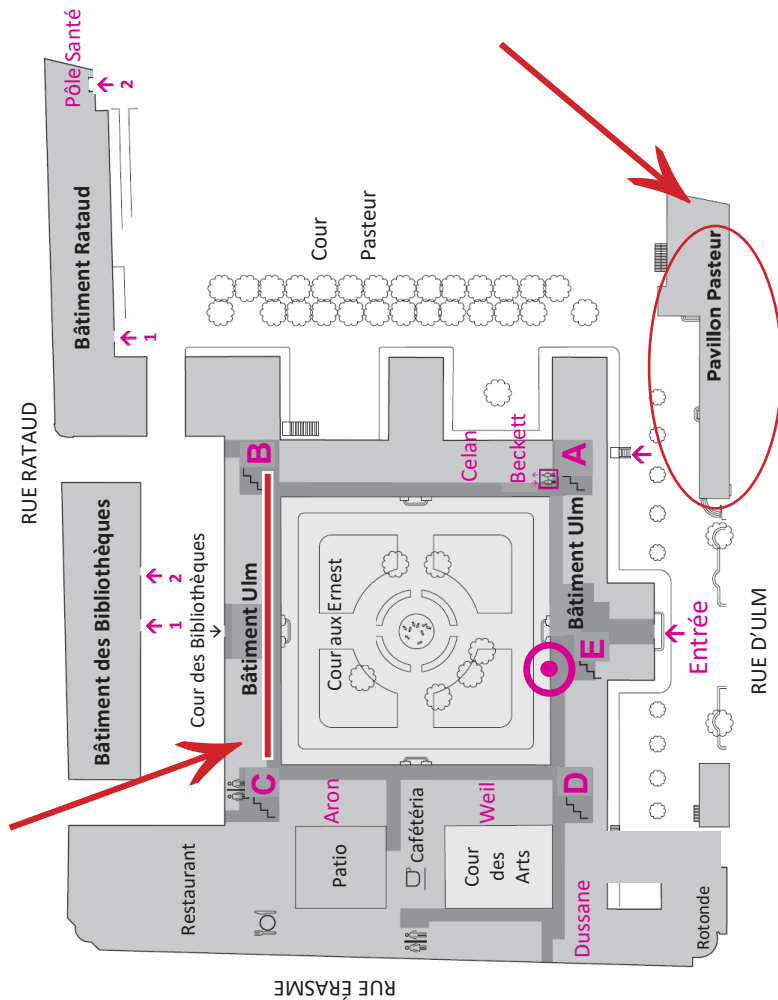 RUE RATAUD
Pôle Santé
2
Bâtiment Rataud
1
Bâtiment des Bibliothèques
1
2
Cour des Bibliothèques
Cour
Pasteur
Restaurant
C
Bâtiment Ulm
B
Patio
Aron
Cour aux Ernest
Celan
Beckett
Cafétéria
Cour
des
Arts
Weil
D
E
Bâtiment Ulm
A
Dussane
Rotonde
Entrée
Pavillon Pasteur
RUE ÉRASME
RUE D'ULM